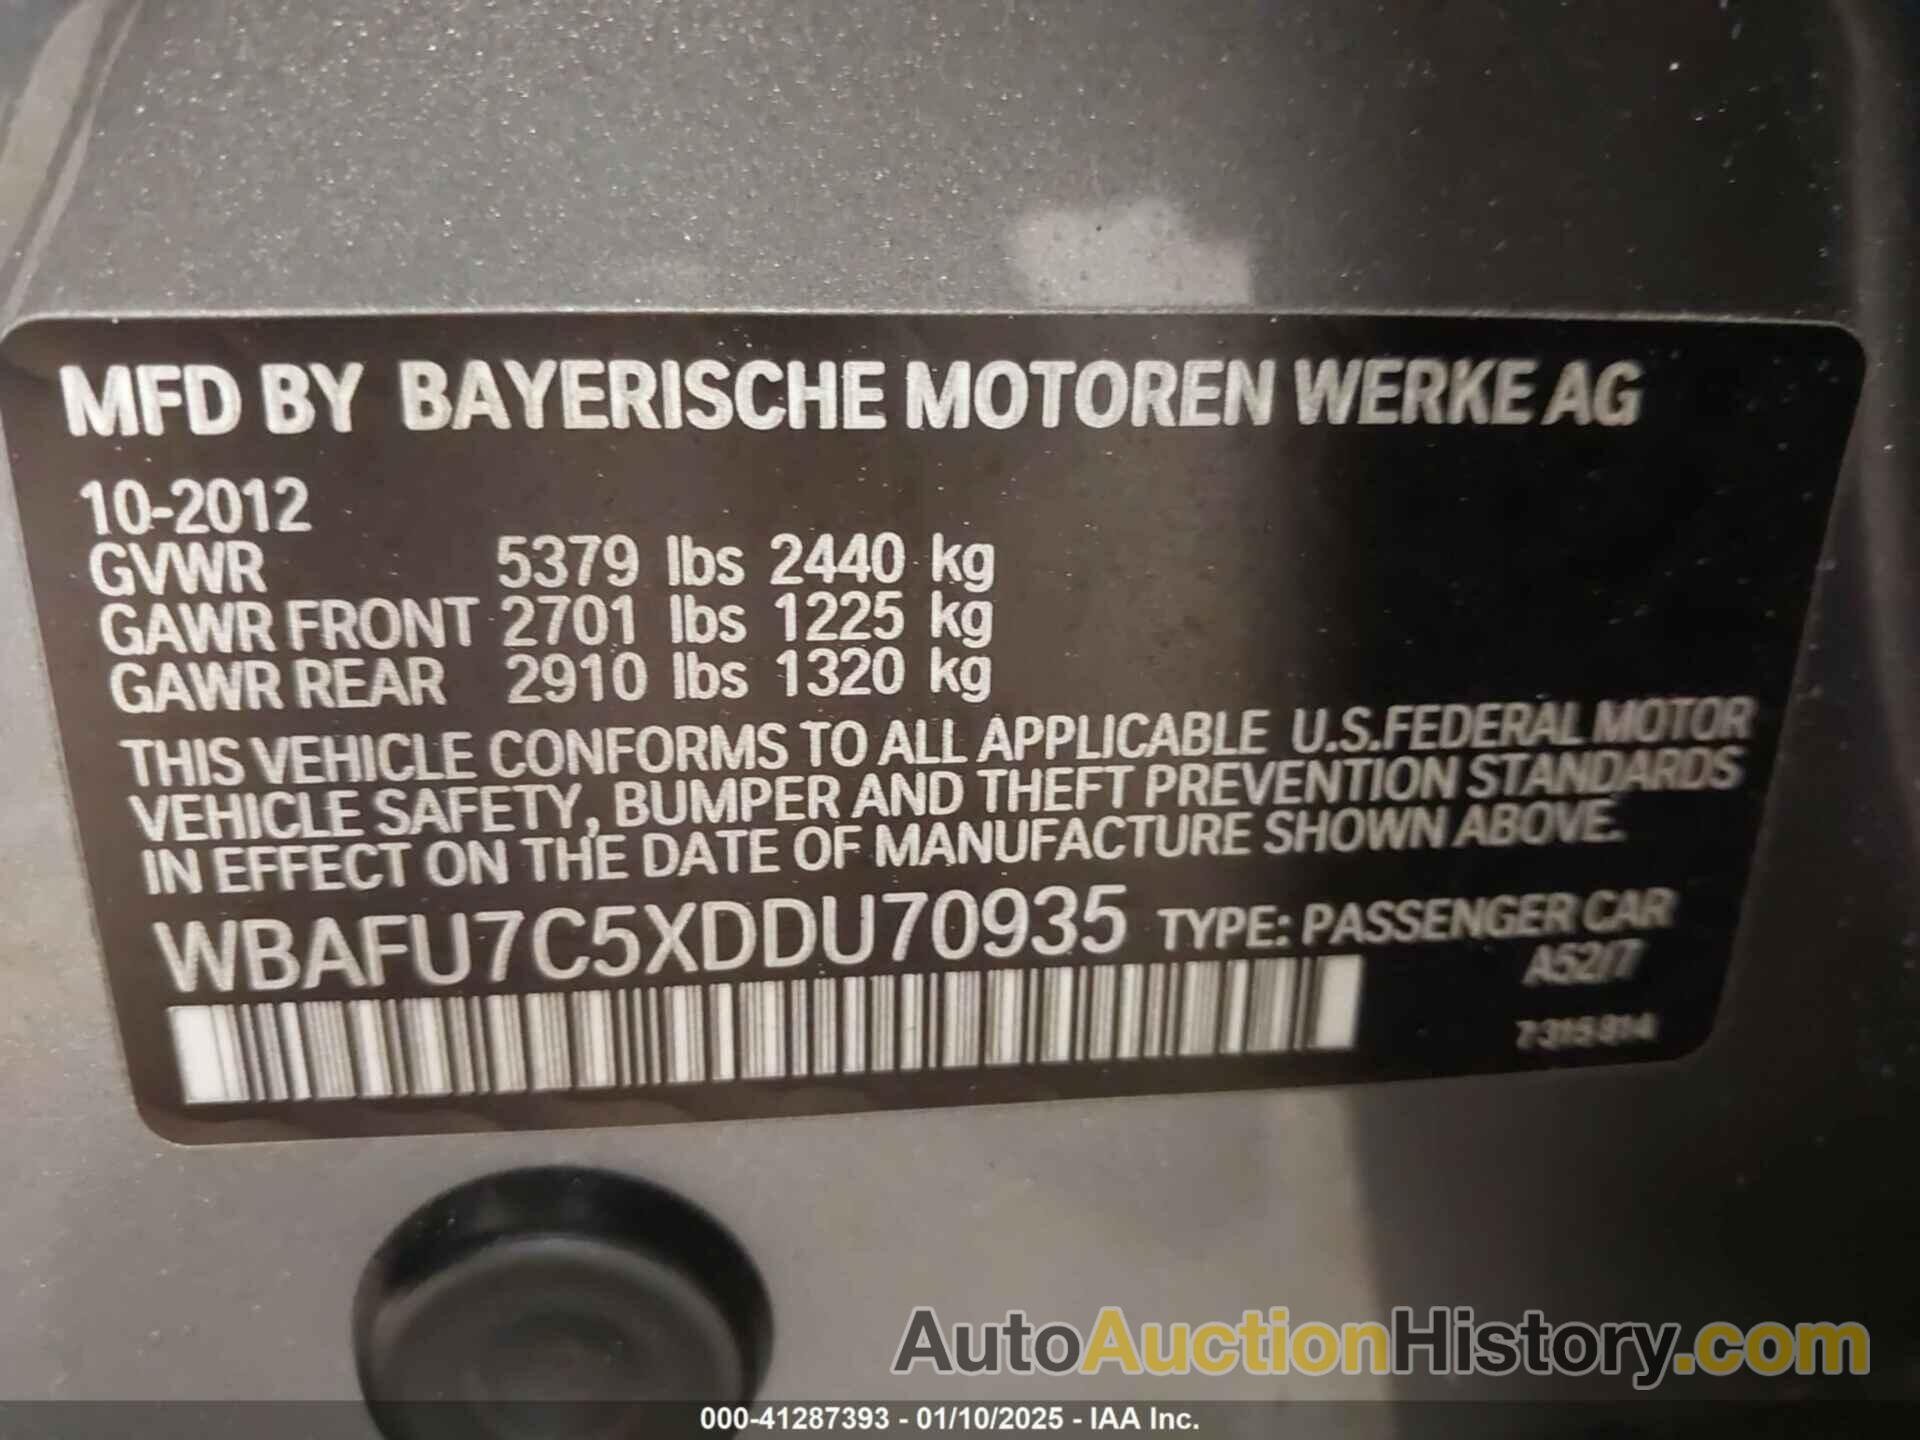 MFD BY BAYERISCHE MOTOREN WERKE AG
10-2012
GVWR 5379 lbs 2440 kg
GAWR FRONT 2701 lbs 1225 kg
GAWR REAR 2910 lbs 1320 kg
THIS VEHICLE CONFORMS TO ALL APPLICABLE U.S.FEDERAL MOTOR
VEHICLE SAFETY, BUMPER AND THEFT PREVENTION STANDARDS
IN EFFECT ON THE DATE OF MANUFACTURE SHOWN ABOVE.
WBAFU7C5XDDU70935 TYPE: PASSENGER CAR
A52/7
7315814
AutoAuctionHistory.com
000-41287393 - 01/10/2025 - IAA Inc.